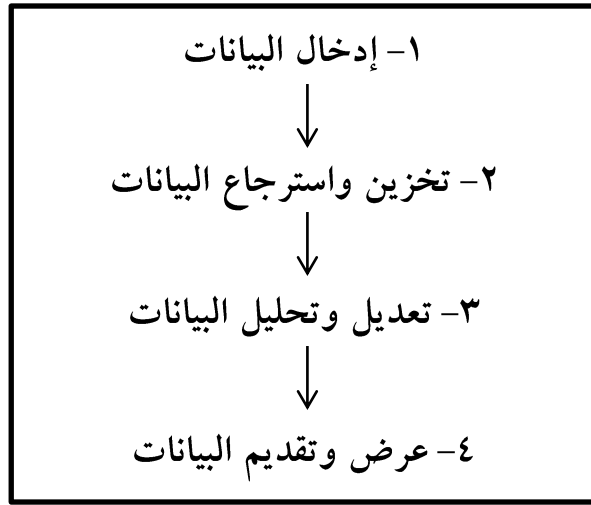 ١- إدخال البيانات
٢- تخزين واسترجاع البيانات
٣- تعديل وتحليل البيانات
٤- عرض وتقديم البيانات